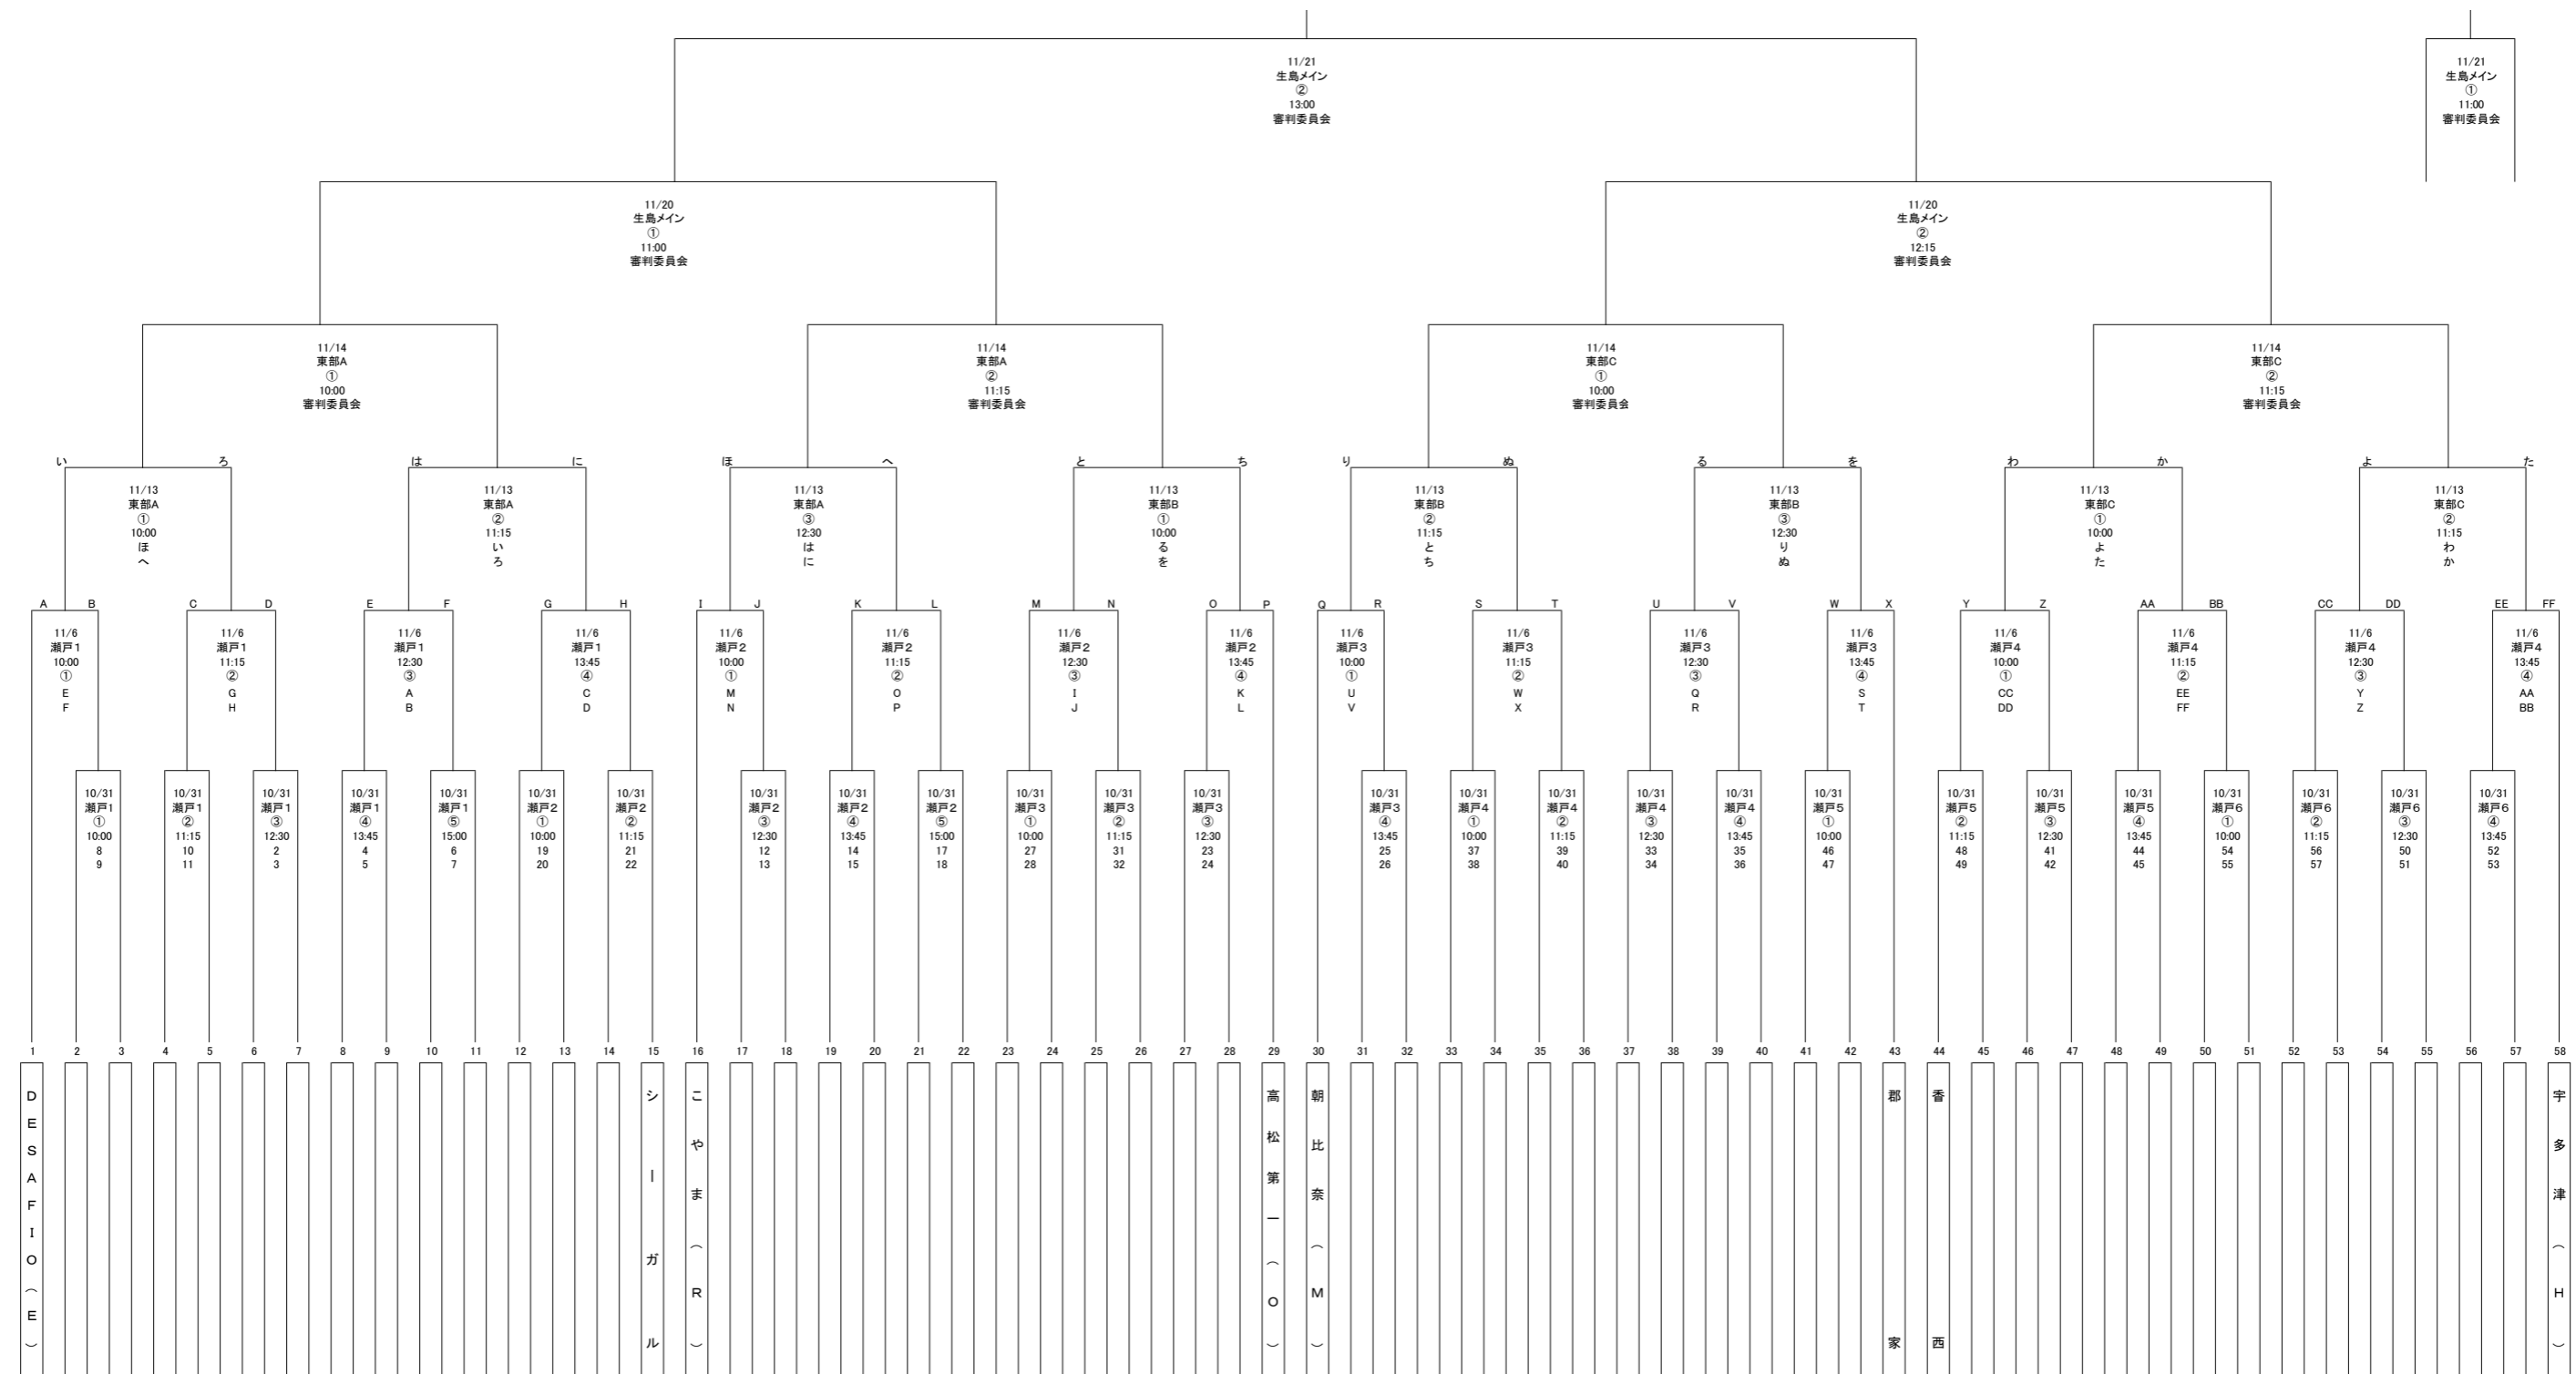 11/21
生島メイン
②
13:00
審判委員会
11/21
生島メイン
①
11:00
審判委員会
11/20
生島メイン
①
11:00
審判委員会
11/20
生島メイン
②
12:15
審判委員会
11/14
東部A
①
10:00
審判委員会
11/14
東部A
②
11:15
審判委員会
11/14
東部C
①
10:00
審判委員会
11/14
東部C
②
11:15
審判委員会
い ろ は に ほ へ と ち り ぬ る を わ か よ た
11/13
東部A
①
10:00
ほ
へ
11/13
東部A
②
11:15
い
ろ
11/13
東部A
③
12:30
は
に
11/13
東部B
①
10:00
る
を
11/13
東部B
②
11:15
と
ち
11/13
東部B
③
12:30
り
ぬ
11/13
東部C
①
10:00
よ
た
11/13
東部C
②
11:15
わ
か
A B C D E F G H I J K L M N O P Q R S T U V W X Y Z AA BB CC DD EE FF
11/6
瀬戸1
10:00
①
E
F
11/6
瀬戸1
11:15
②
G
H
11/6
瀬戸1
12:30
③
A
B
11/6
瀬戸1
13:45
④
C
D
11/6
瀬戸2
10:00
①
M
N
11/6
瀬戸2
11:15
②
O
P
11/6
瀬戸2
12:30
③
I
J
11/6
瀬戸2
13:45
④
K
L
11/6
瀬戸3
10:00
①
U
V
11/6
瀬戸3
11:15
②
W
X
11/6
瀬戸3
12:30
③
Q
R
11/6
瀬戸3
13:45
④
S
T
11/6
瀬戸4
10:00
①
CC
DD
11/6
瀬戸4
11:15
②
EE
FF
11/6
瀬戸4
12:30
③
Y
Z
11/6
瀬戸4
13:45
④
AA
BB
10/31
瀬戸1
①
10:00
8
9
10/31
瀬戸1
②
11:15
10
11
10/31
瀬戸1
③
12:30
2
3
10/31
瀬戸1
④
13:45
4
5
10/31
瀬戸1
⑤
15:00
6
7
10/31
瀬戸2
①
10:00
19
20
10/31
瀬戸2
②
11:15
21
22
10/31
瀬戸2
③
12:30
12
13
10/31
瀬戸2
④
13:45
14
15
10/31
瀬戸2
⑤
15:00
17
18
10/31
瀬戸3
①
10:00
27
28
10/31
瀬戸3
②
11:15
31
32
10/31
瀬戸3
③
12:30
23
24
10/31
瀬戸3
④
13:45
25
26
10/31
瀬戸4
①
10:00
37
38
10/31
瀬戸4
②
11:15
39
40
10/31
瀬戸4
③
12:30
33
34
10/31
瀬戸4
④
13:45
35
36
10/31
瀬戸5
①
10:00
46
47
10/31
瀬戸5
②
11:15
48
49
10/31
瀬戸5
③
12:30
41
42
10/31
瀬戸5
④
13:45
44
45
10/31
瀬戸6
①
10:00
54
55
10/31
瀬戸6
②
11:15
56
57
10/31
瀬戸6
③
12:30
50
51
10/31
瀬戸6
④
13:45
52
53
1 2 3 4 5 6 7 8 9 10 11 12 13 14 15 16 17 18 19 20 21 22 23 24 25 26 27 28 29 30 31 32 33 34 35 36 37 38 39 40 41 42 43 44 45 46 47 48 49 50 51 52 53 54 55 56 57 58
DESAFIO(E)
シーガル
こやま(R)
高松第一(O)
朝比奈(M)
郡家
香西
宇多津(H)